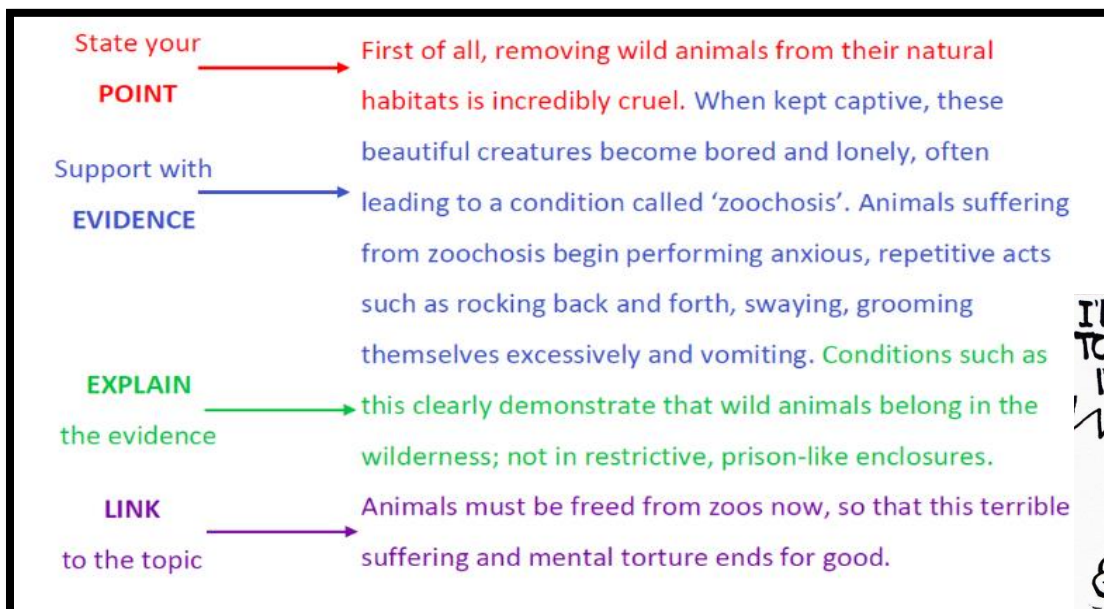 State your
POINT
First of all, removing wild animals from their natural
habitats is incredibly cruel. When kept captive, these
Support with
EVIDENCE
beautiful creatures become bored and lonely, often
leading to a condition called ‘zoochosis’. Animals suffering
from zoochosis begin performing anxious, repetitive acts
such as rocking back and forth, swaying, grooming
themselves excessively and vomiting. Conditions such as
EXPLAIN
the evidence
this clearly demonstrate that wild animals belong in the
wilderness; not in restrictive, prison-like enclosures.
LINK
to the topic
Animals must be freed from zoos now, so that this terrible
suffering and mental torture ends for good.